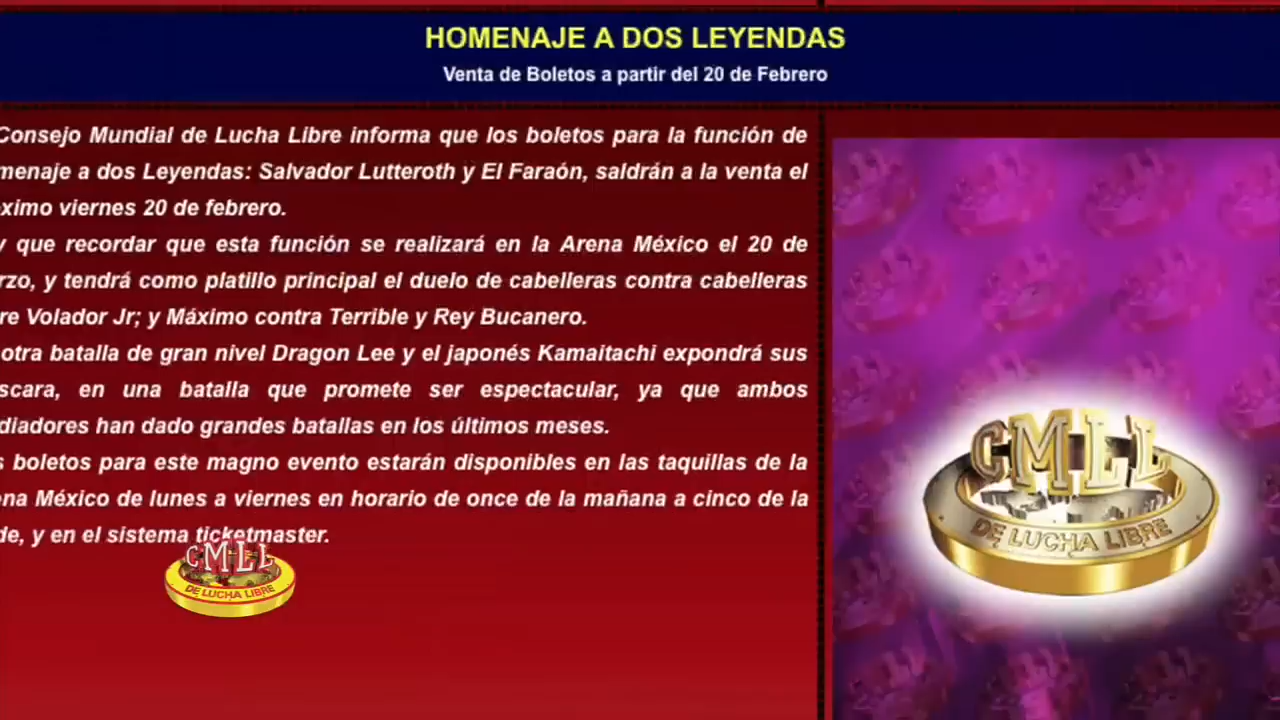 HOMENAJE A DOS LEYENDAS
Venta de Boletos a partir del 20 de Febrero
Consejo Mundial de Lucha Libre informa que los boletos para la función de
menaje a dos Leyendas: Salvador Lutteroth y El Faraón, saldrán a la venta el
ximo viernes 20 de febrero.
y que recordar que esta función se realizará en la Arena México el 20 de
rzo, y tendrá como platillo principal el duelo de cabelleras contra cabelleras
re Volador Jr; y Máximo contra Terrible y Rey Bucanero.
otra batalla de gran nivel Dragon Lee y el japonés Kamaitachi expondrá sus
scara, en una batalla que promete ser espectacular, ya que ambos
diadores han dado grandes batallas en los últimos meses.
s boletos para este magno evento estarán disponibles en las taquillas de la
na México de lunes a viernes en horario de once de la mañana a cinco de la
de, y en el sistema ticketmaster.
CMLL
DE LUCHA LIBRE
CMLL
DE LUCHA LIBRE